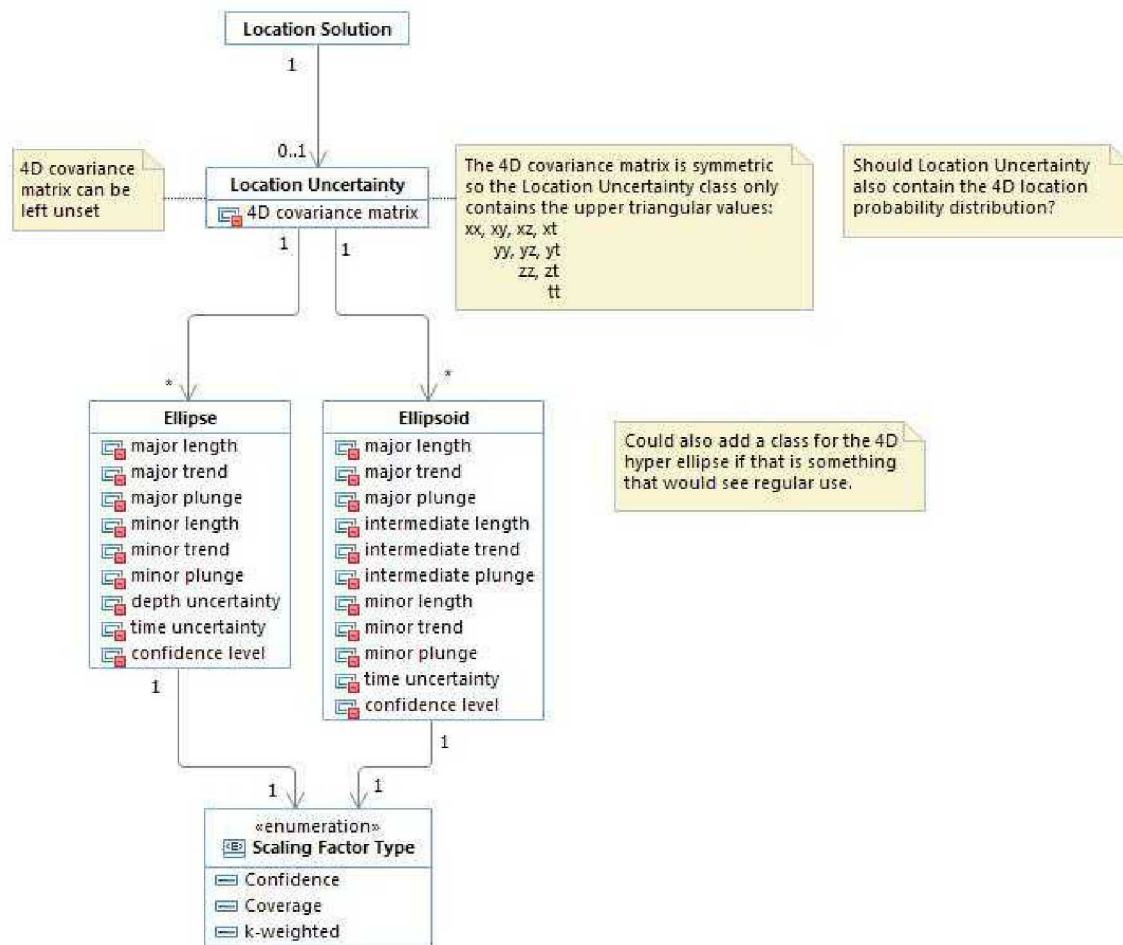 Location Solution
1
0..1
4D covariance
matrix can be
left unset
Location Uncertainty
4D covariance matrix
The 4D covariance matrix is symmetric
so the Location Uncertainty class only
contains the upper triangular values:
xx, xy, xz, xt
yy, yz, yt
zz, zt
tt
Should Location Uncertainty
also contain the 4D location
probability distribution?
1
1
*
*
Ellipse
major length
major trend
major plunge
minor length
minor trend
minor plunge
depth uncertainty
time uncertainty
confidence level
Ellipsoid
major length
major trend
major plunge
intermediate length
intermediate trend
intermediate plunge
minor length
minor trend
minor plunge
time uncertainty
confidence level
Could also add a class for the 4D
hyper ellipse if that is something
that would see regular use.
1
1
1
1
«enumeration»
<E> Scaling Factor Type
Confidence
Coverage
k-weighted